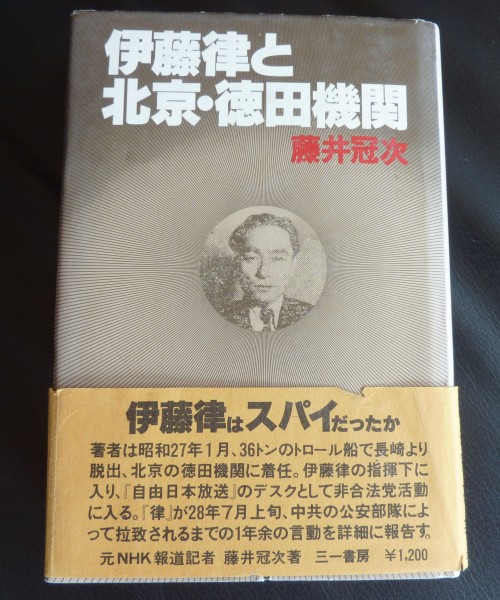 伊藤律と
北京・徳田機関
藤井冠次
伊藤律はスパイだったか
著者は昭和27年1月、36トンのトロール船で長崎より
脱出、北京の徳田機関に着任。伊藤律の指揮下に
入り、『自由日本放送』のデスクとして非合法党活動
に入る。『律』が28年7月上旬、中共の公安部隊によ
って拉致されるまでの1年余の言動を詳細に報告す。
元NHK報道記者 藤井冠次著 三一書房 ¥1,200